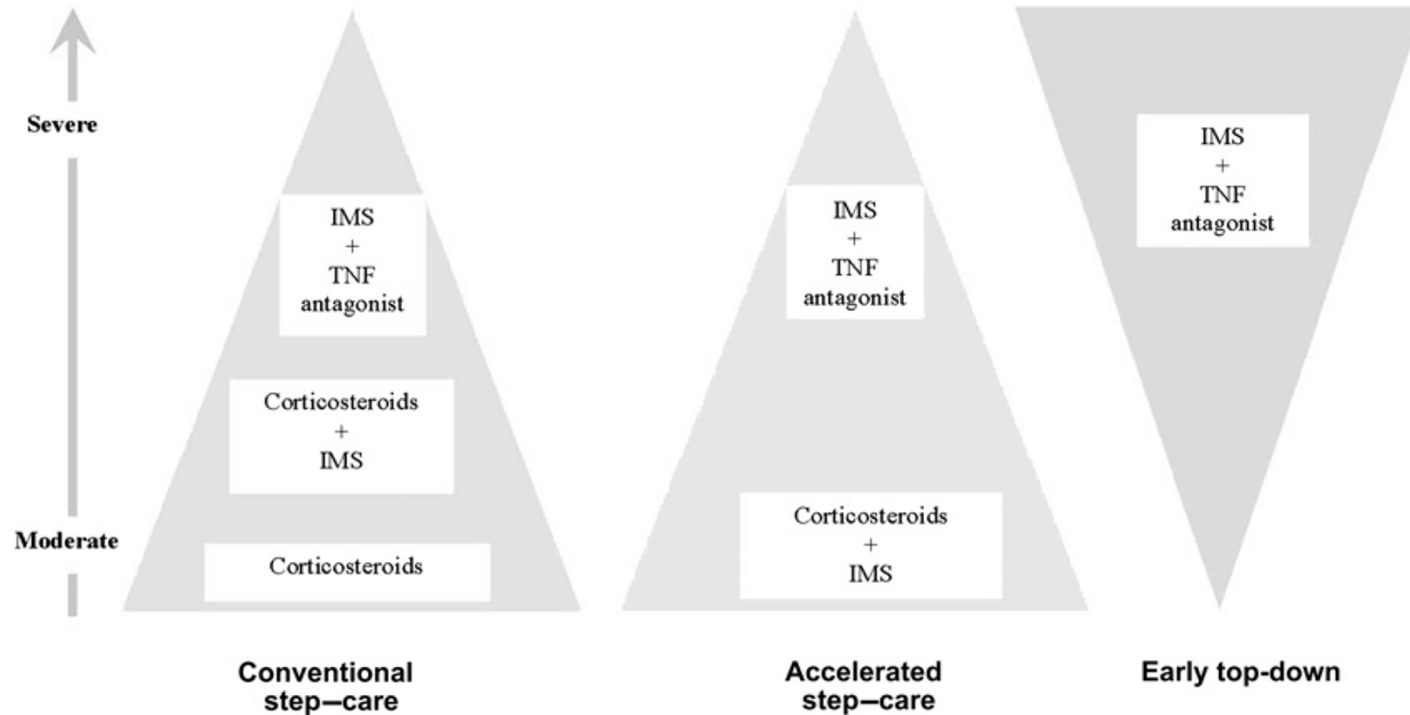 Severe
Moderate
IMS
+
TNF
antagonist
Corticosteroids
+
IMS
Corticosteroids
Conventional
step–care
IMS
+
TNF
antagonist
Corticosteroids
+
IMS
Accelerated
step–care
IMS
+
TNF
antagonist
Early top-down